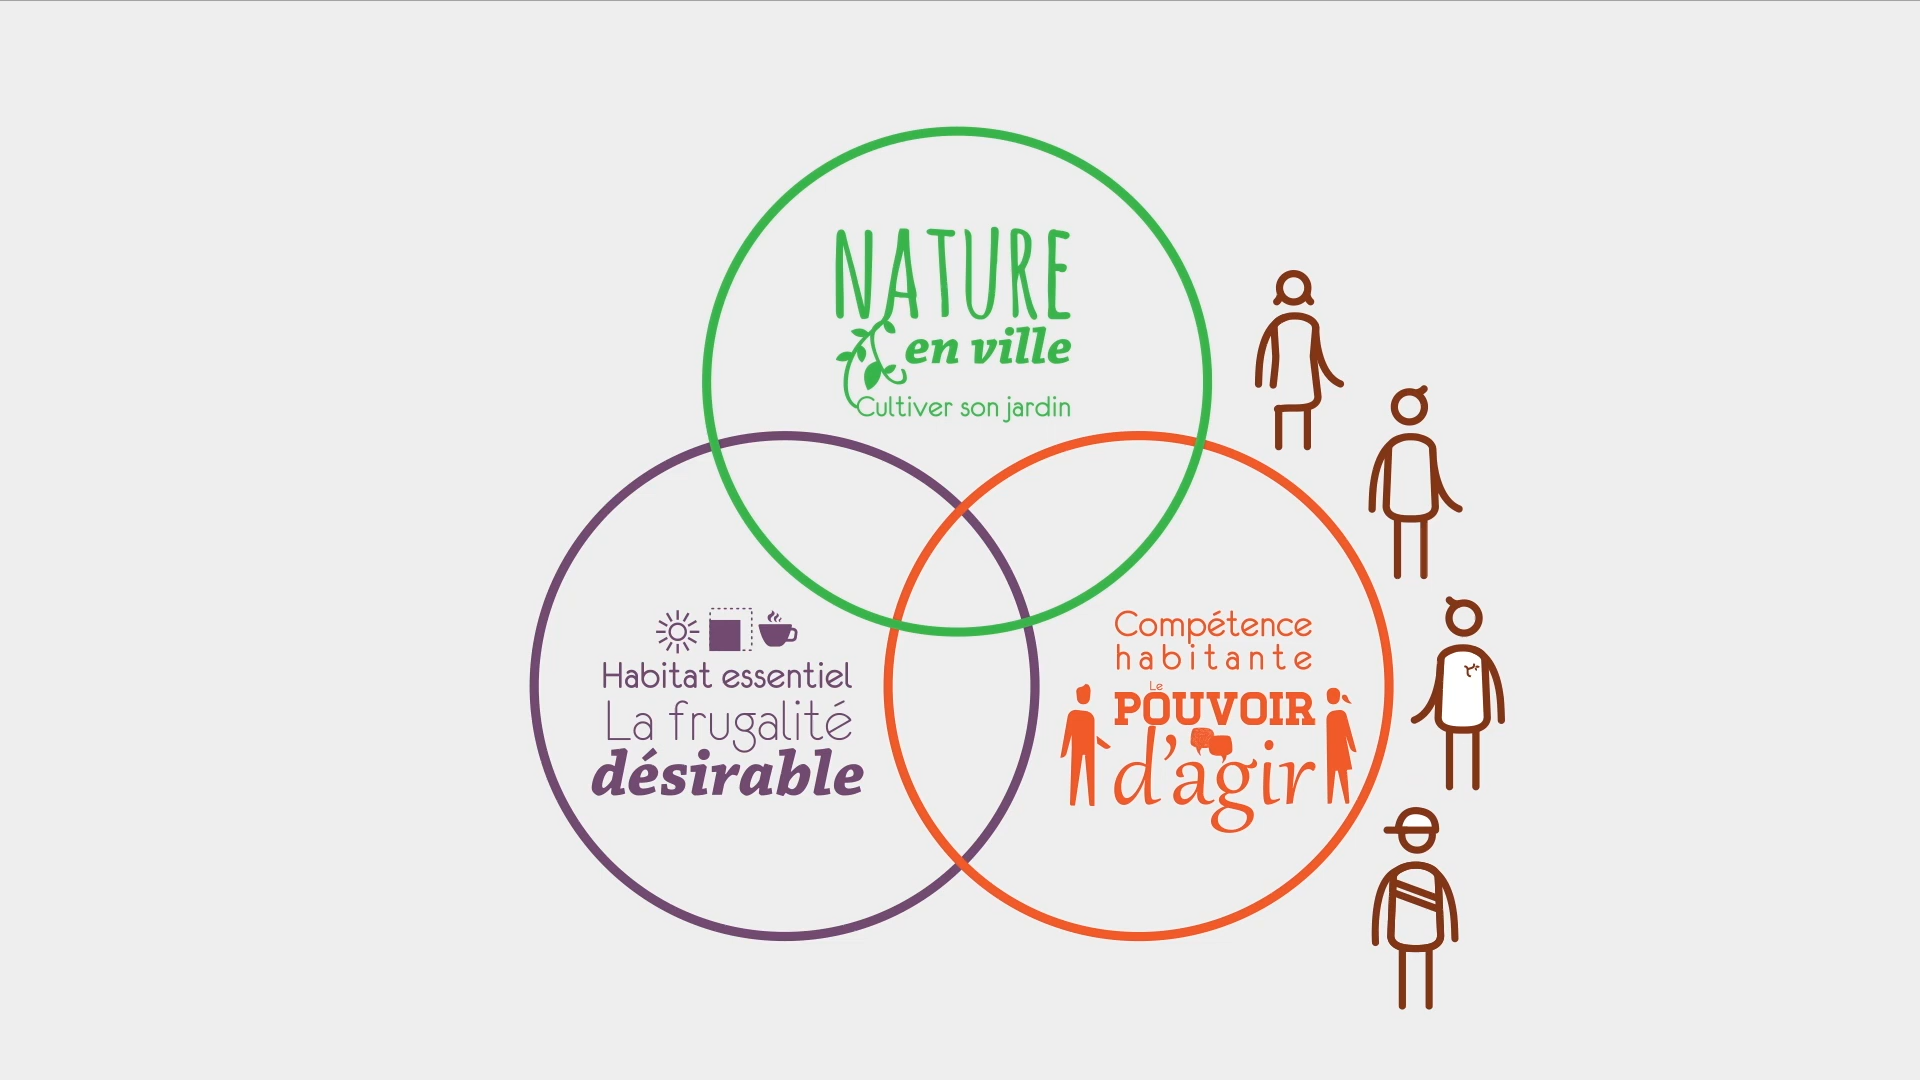 NATURE
en ville
Cultiver son jardin
Habitat essentiel
La frugalité
désirable
Compétence
habitante
Le
POUVOIR
d'agir